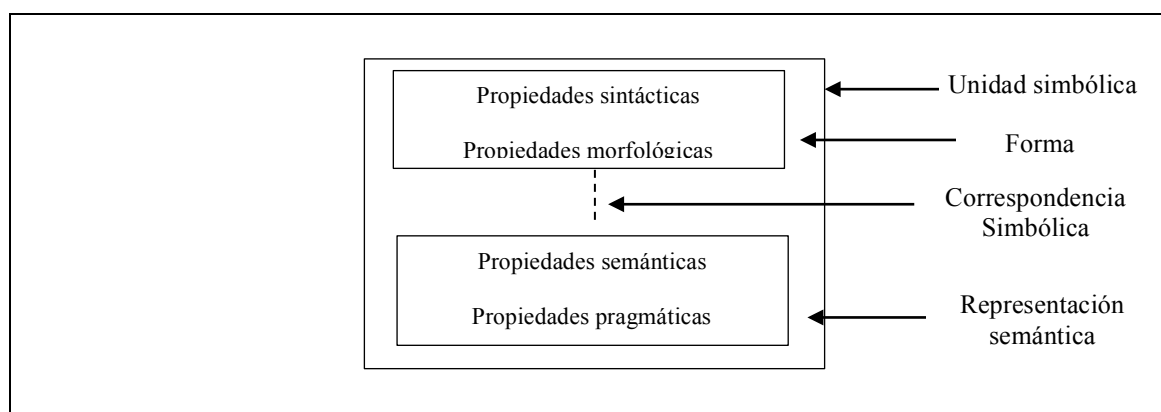 Propiedades sintácticas
Unidad simbólica
Propiedades morfológicas
Forma
Correspondencia
Simbólica
Propiedades semánticas
Propiedades pragmáticas
Representación
semántica